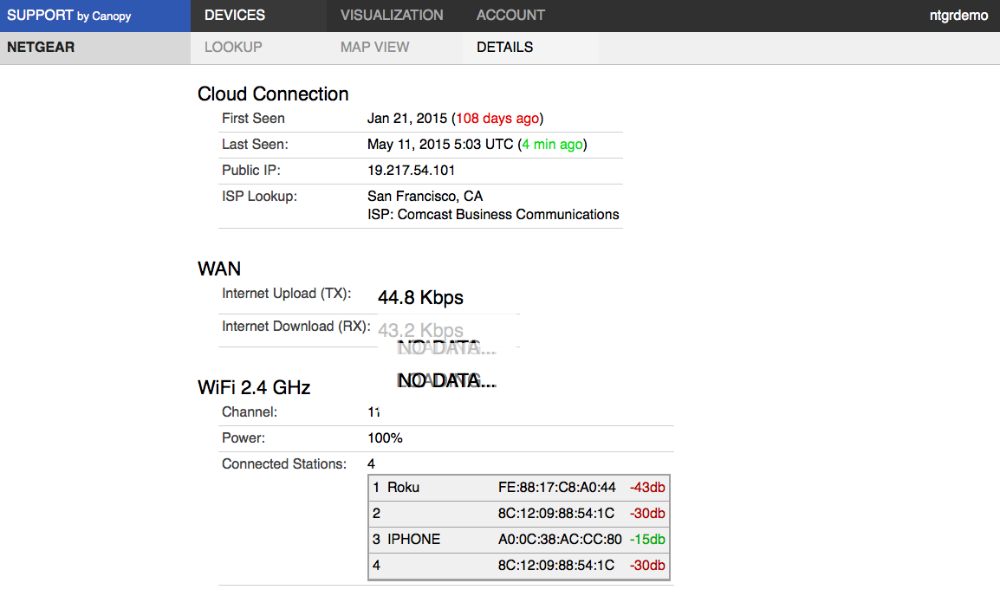 SUPPORT by Canopy DEVICES VISUALIZATION ACCOUNT ntgrdemo
NETGEAR LOOKUP MAP VIEW DETAILS
Cloud Connection
First Seen Jan 21, 2015 (108 days ago)
Last Seen: May 11, 2015 5:03 UTC (4 min ago)
Public IP: 19.217.54.101
ISP Lookup: San Francisco, CA
ISP: Comcast Business Communications
WAN
Internet Upload (TX): 44.8 Kbps
Internet Download (RX): 43.2 Kbps
NO DATA...
NO DATA...
WiFi 2.4 GHz
Channel: 11
Power: 100%
Connected Stations: 4
1 Roku FE:88:17:C8:A0:44 -43db
2 8C:12:09:88:54:1C -30db
3 IPHONE A0:0C:38:AC:CC:80 -15db
4 8C:12:09:88:54:1C -30db